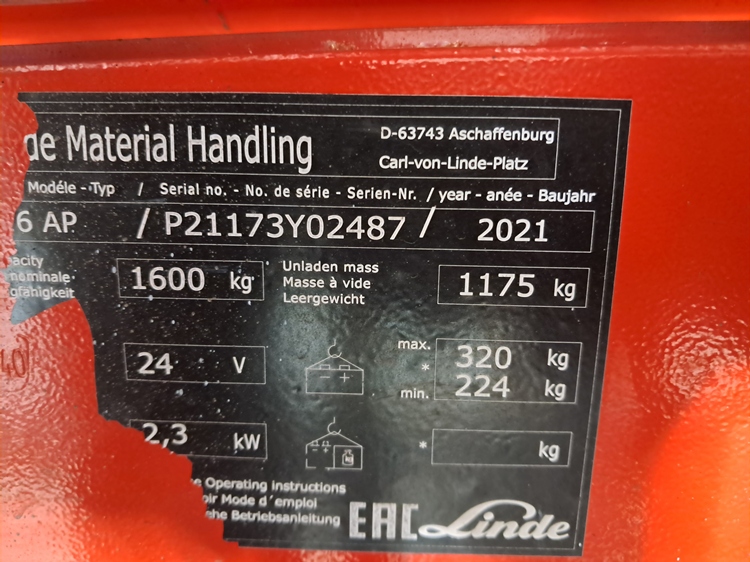 de Material Handling
D-63743 Aschaffenburg
Carl-von-Linde-Platz
Modéle - Typ / Serial no. - No. de série - Serien-Nr. / year - anée - Baujahr
6 AP / P21173Y02487 / 2021
acity
nominale
gfähigkeit
1600 kg
Unladen mass
Masse à vide
Leergewicht
1175 kg
24 V
- +
max. 320 kg
*
min. 224 kg
2,3 kW
* kg
Operating instructions
oir Mode d´emploi
ehe Betriebsanleitung
EAC Linde